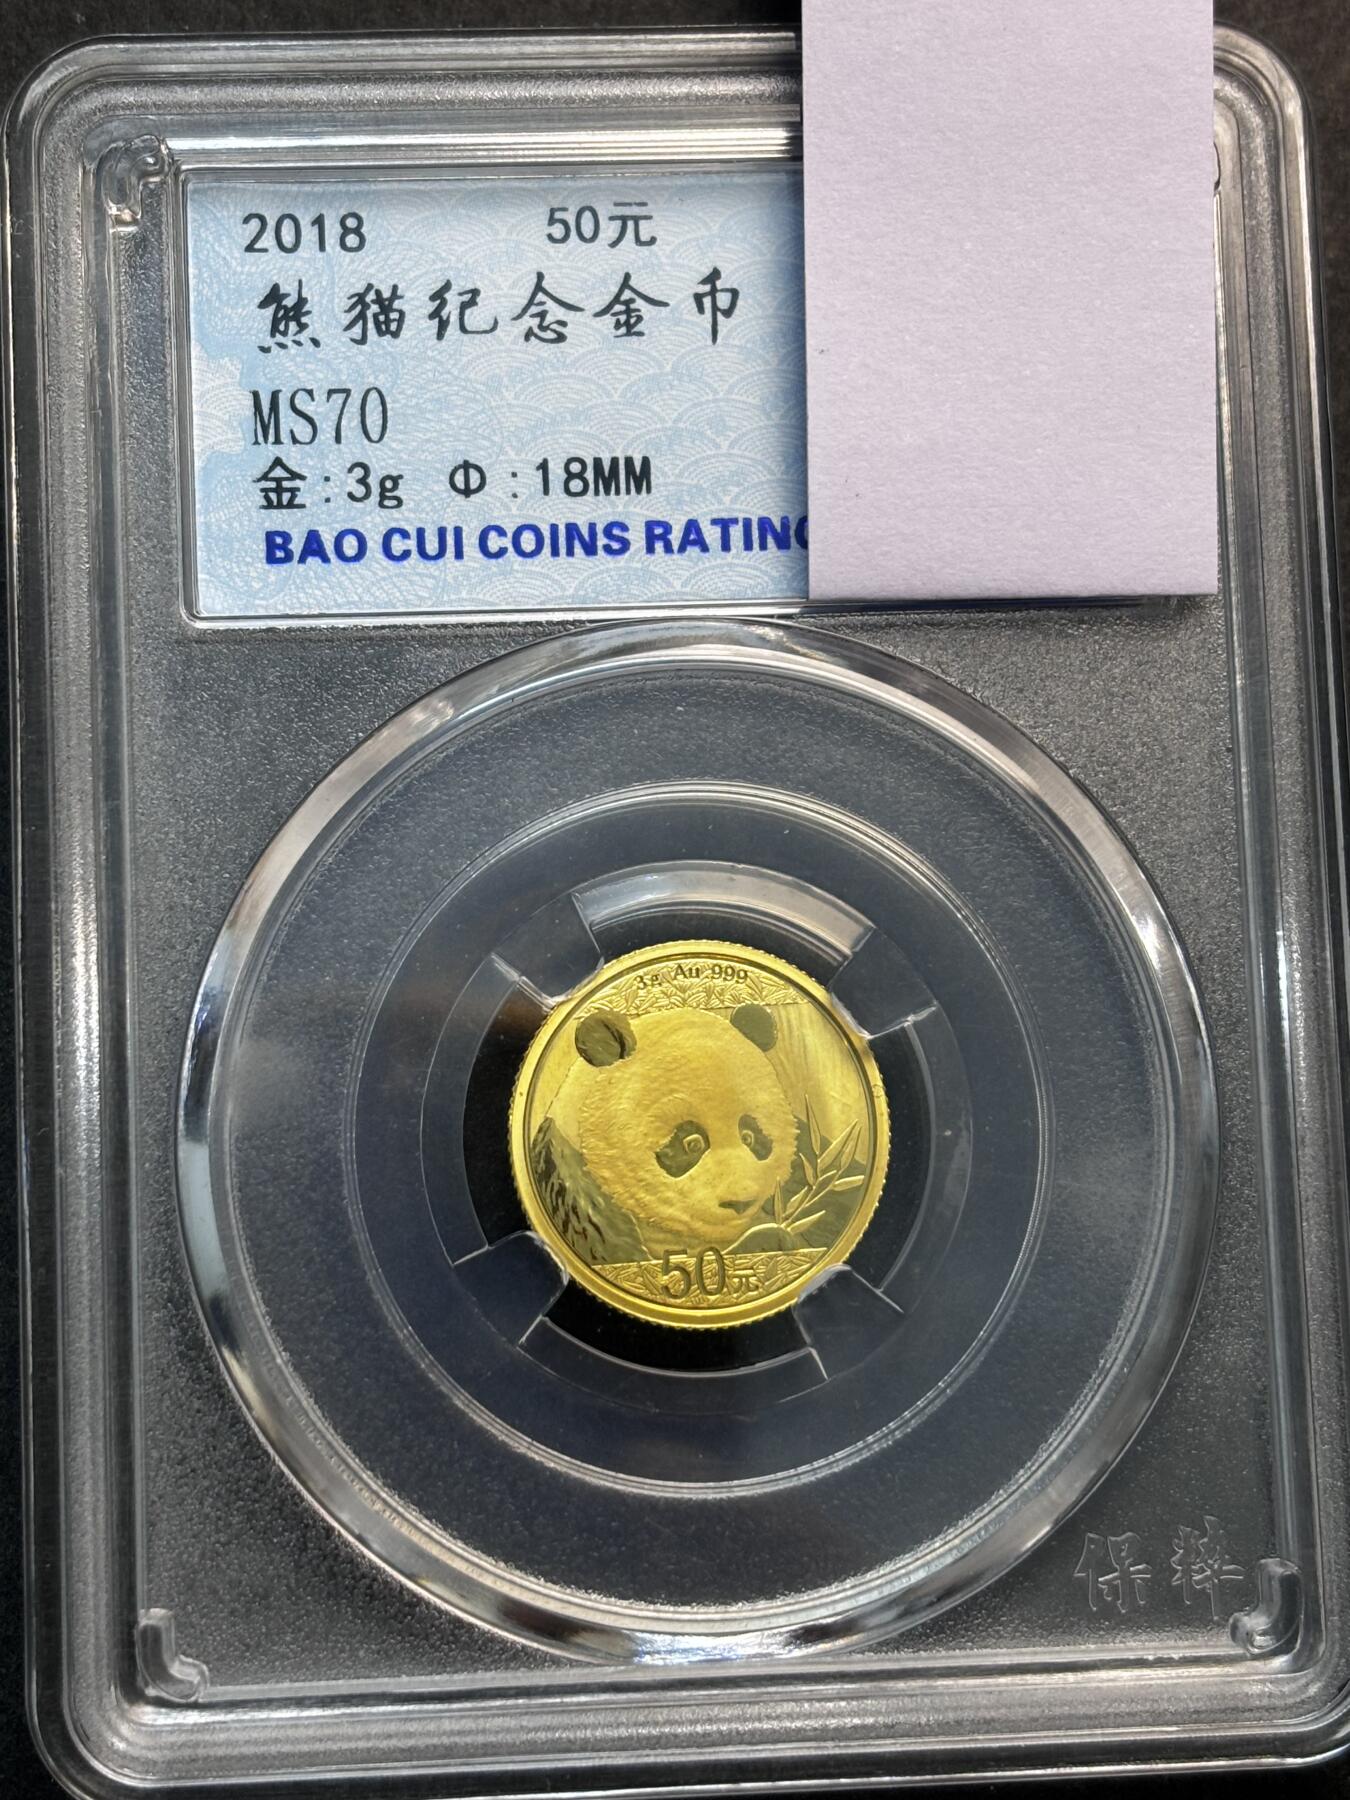 2018 50元
熊猫纪念金币
MS70
金:3g Φ:18MM
BAO CUI COINS RATING
3g Au 999
50元
保粹